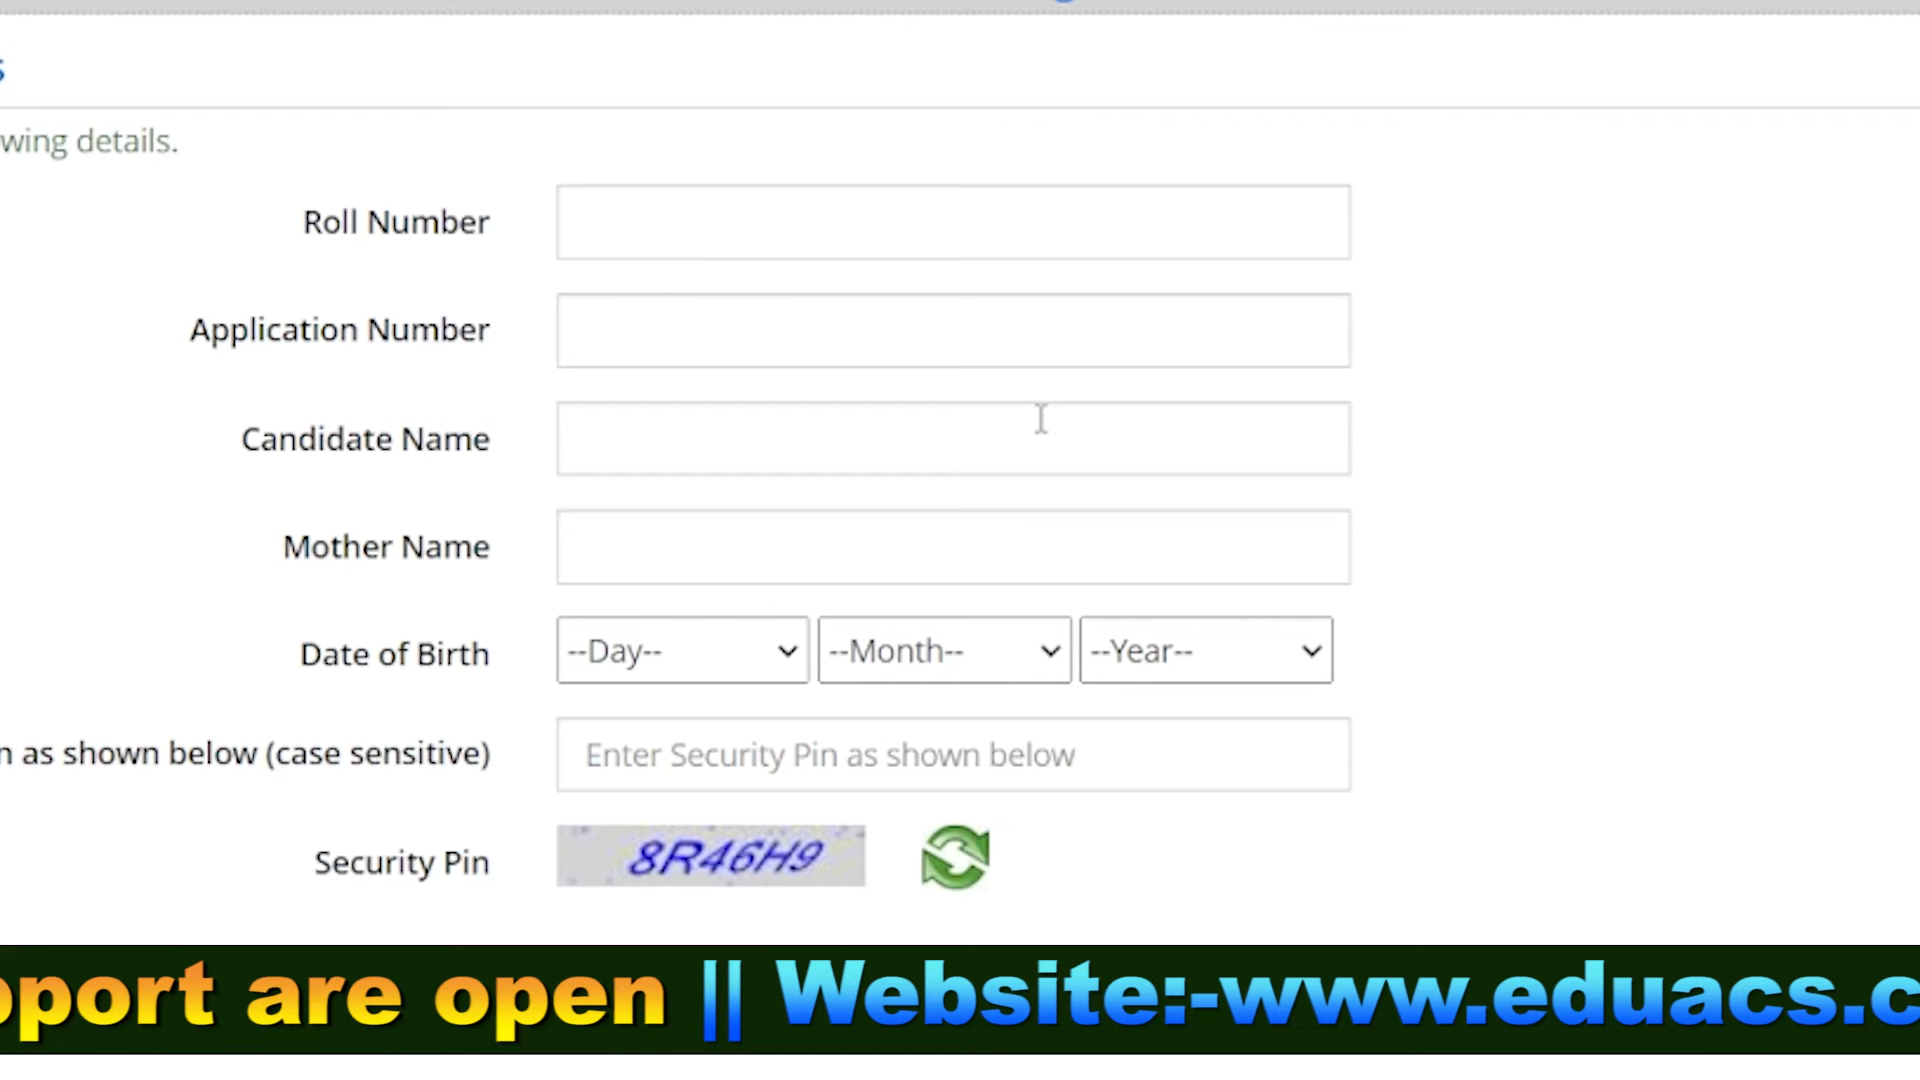 wing details.
Roll Number
Application Number
Candidate Name
Mother Name
Date of Birth --Day-- --Month-- --Year--
n as shown below (case sensitive) Enter Security Pin as shown below
Security Pin 8R46H9
pport are open || Website:-www.eduacs.c